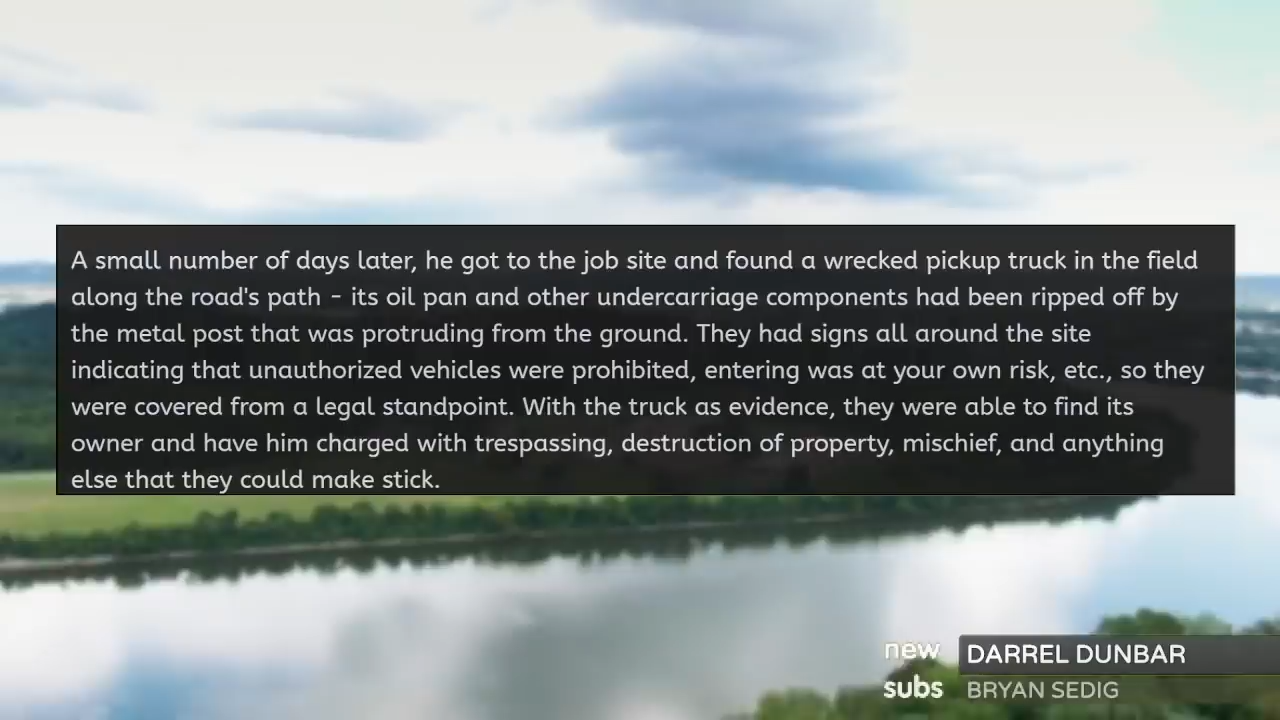 A small number of days later, he got to the job site and found a wrecked pickup truck in the field
along the road's path - its oil pan and other undercarriage components had been ripped off by
the metal post that was protruding from the ground. They had signs all around the site
indicating that unauthorized vehicles were prohibited, entering was at your own risk, etc., so they
were covered from a legal standpoint. With the truck as evidence, they were able to find its
owner and have him charged with trespassing, destruction of property, mischief, and anything
else that they could make stick.
new DARREL DUNBAR
subs BRYAN SEDIG